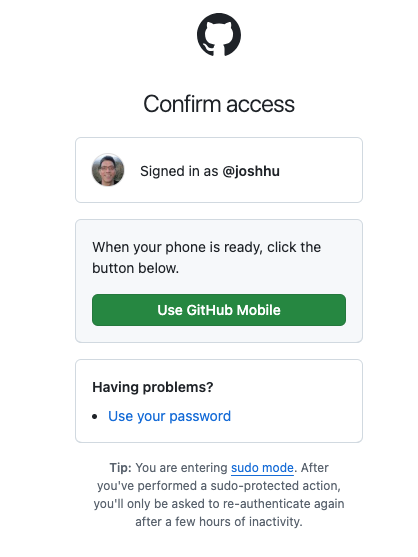 Confirm access
Signed in as @joshhu
When your phone is ready, click the
button below.
Use GitHub Mobile
Having problems?
• Use your password
Tip: You are entering sudo mode. After
you've performed a sudo-protected action,
you'll only be asked to re-authenticate again
after a few hours of inactivity.